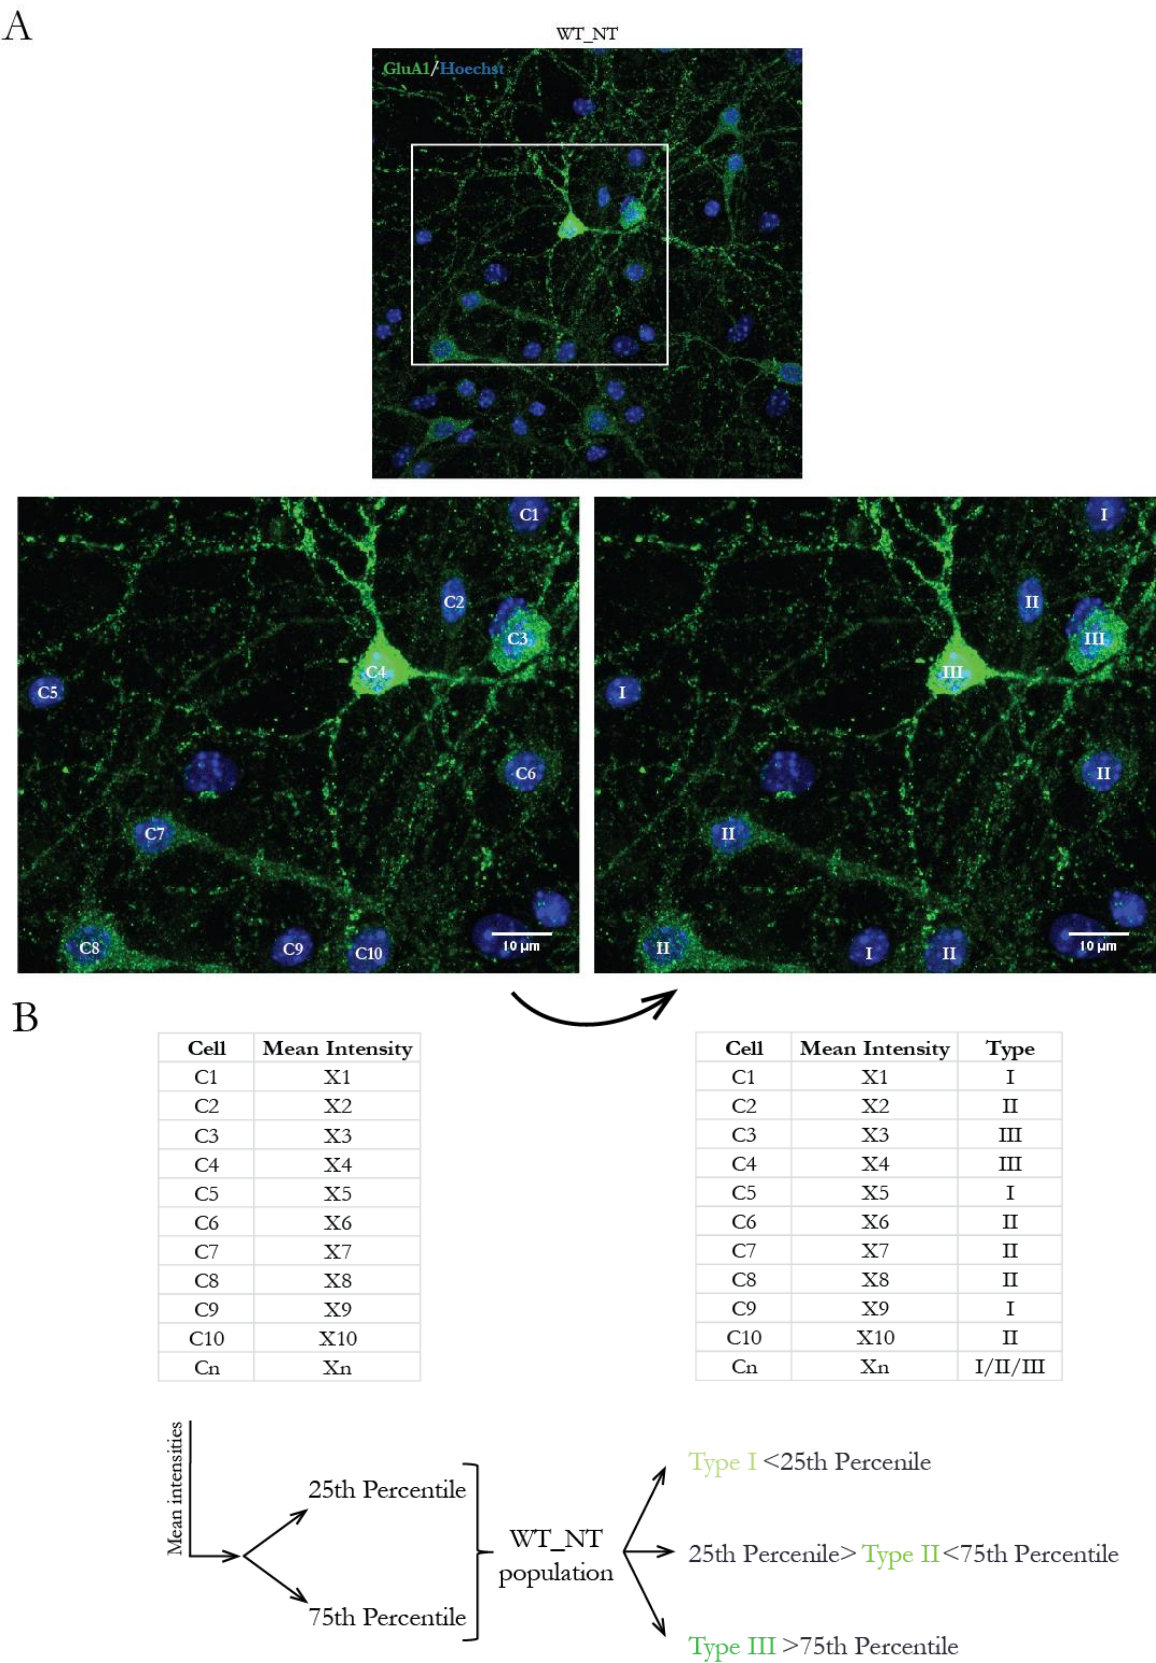 A
WT_NT
GluA1/Hoechst
C1
C2
C3
C4
C5
C6
C7
C8
C9
C10
10 µm
I
II
III
III
I
II
II
II
I
II
10 µm
B
Cell Mean Intensity
C1 X1
C2 X2
C3 X3
C4 X4
C5 X5
C6 X6
C7 X7
C8 X8
C9 X9
C10 X10
Cn Xn
Cell Mean Intensity Type
C1 X1 I
C2 X2 II
C3 X3 III
C4 X4 III
C5 X5 I
C6 X6 II
C7 X7 II
C8 X8 II
C9 X9 I
C10 X10 II
Cn Xn I/II/III
Mean intensities
25th Percentile
75th Percentile
WT_NT
population
Type I <25th Percenile
25th Percenile> Type II <75th Percentile
Type III >75th Percentile